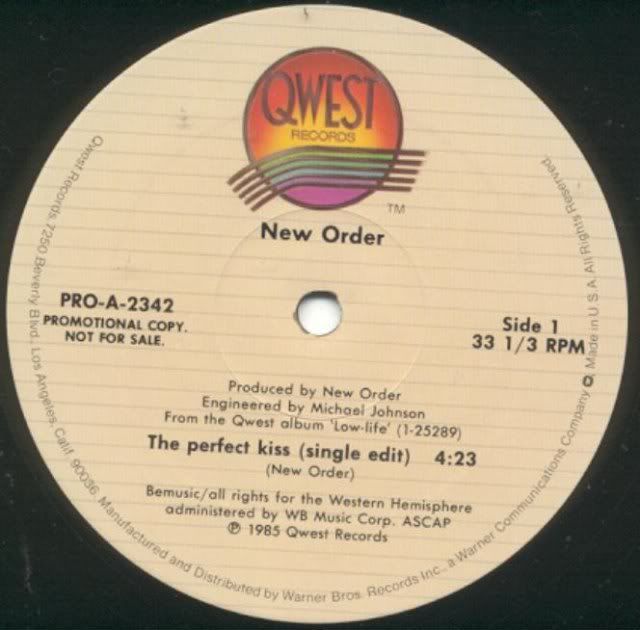 QWEST
RECORDS
TM
New Order
PRO-A-2342
PROMOTIONAL COPY.
NOT FOR SALE.
Side 1
33 1/3 RPM
Produced by New Order
Engineered by Michael Johnson
From the Qwest album 'Low-life' (1-25289)
The perfect kiss (single edit) 4:23
(New Order)
Bemusic/all rights for the Western Hemisphere
administered by WB Music Corp. ASCAP
℗ 1985 Qwest Records
Qwest Records, 7250 Beverly Blvd., Los Angeles, Calif. 90036. Manufactured and Distributed by Warner Bros. Records Inc., a Warner Communications Company. Made in U.S.A. All Rights Reserved.